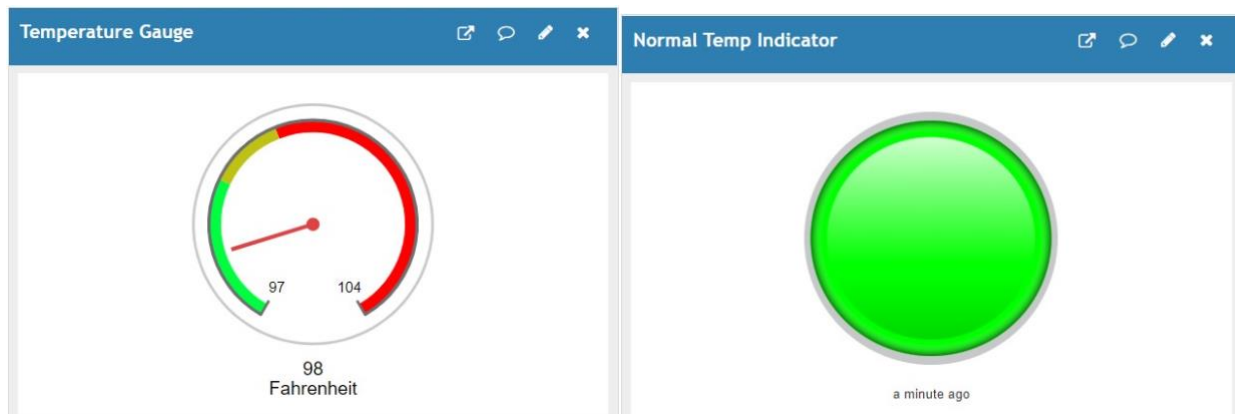 Temperature Gauge
97
104
98
Fahrenheit
Normal Temp Indicator
a minute ago